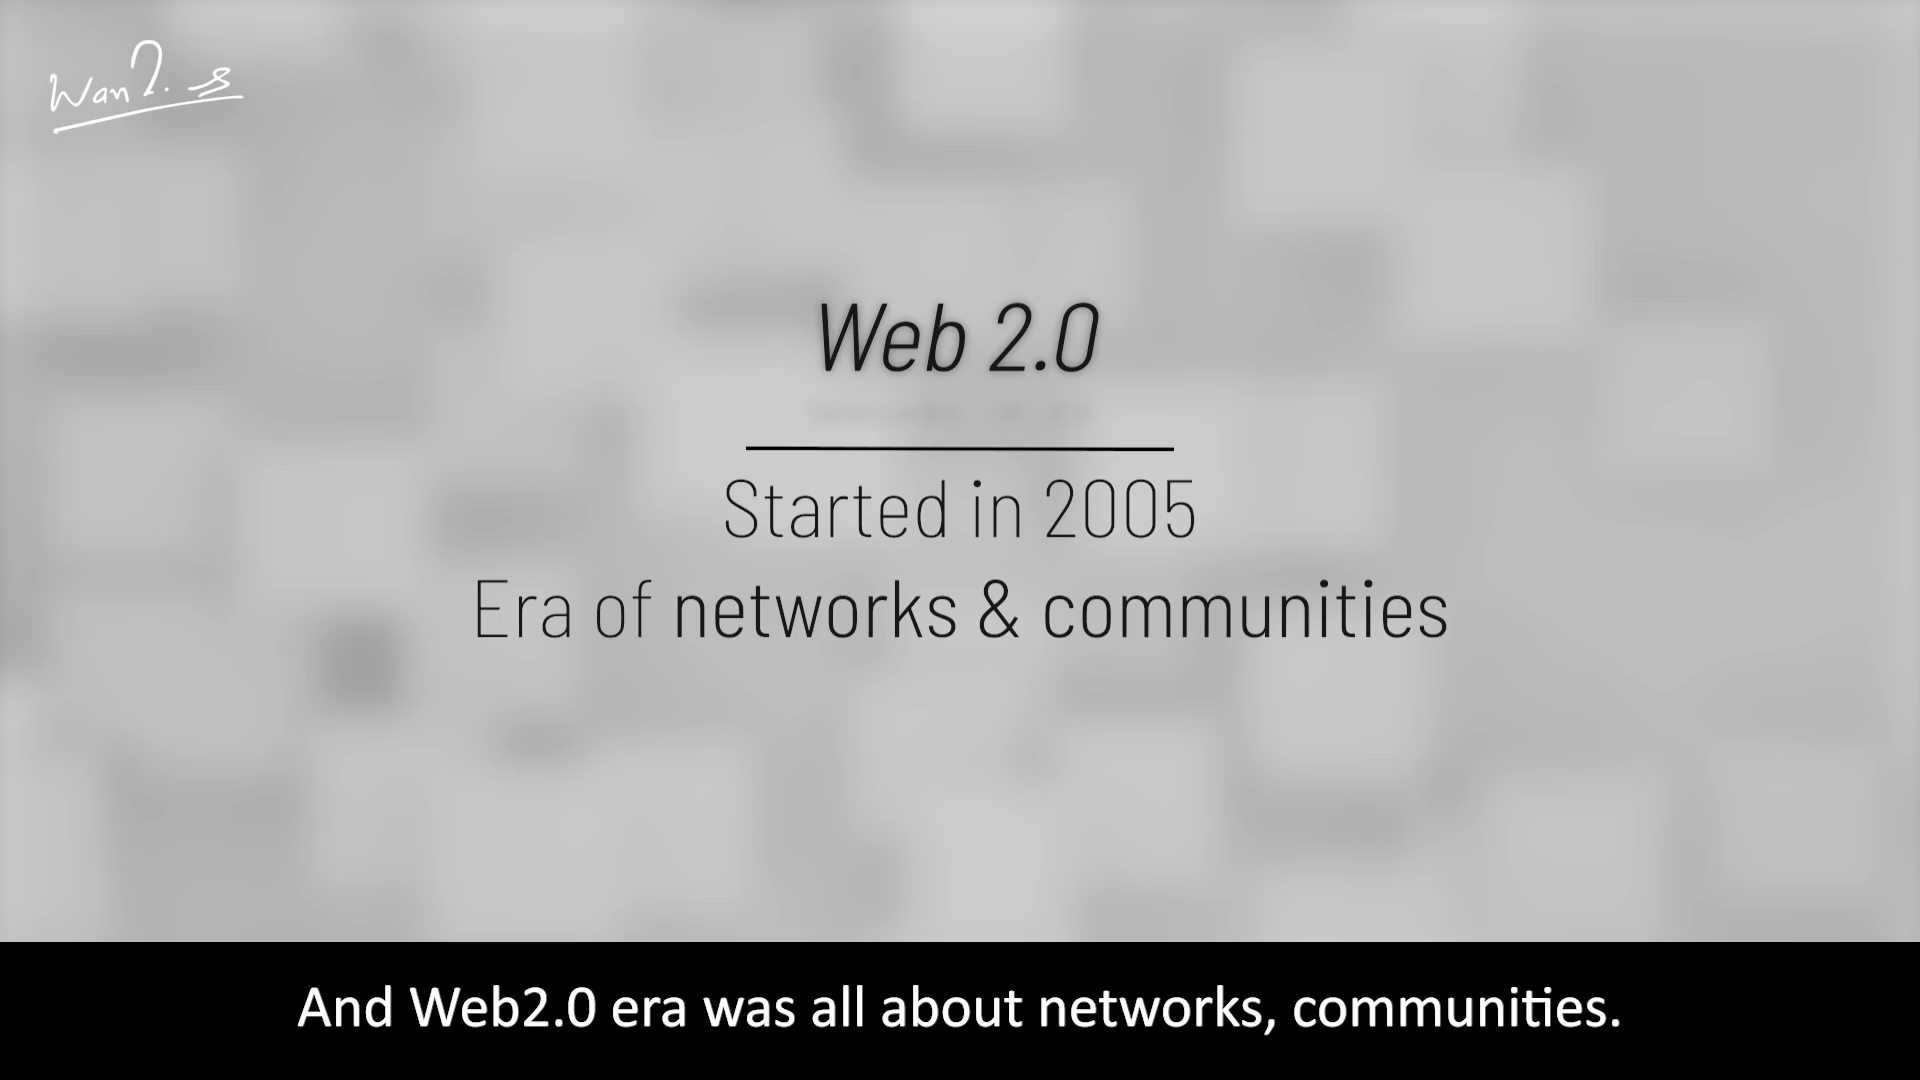 Web 2.0
Started in 2005
Era of networks & communities
And Web2.0 era was all about networks, communities.